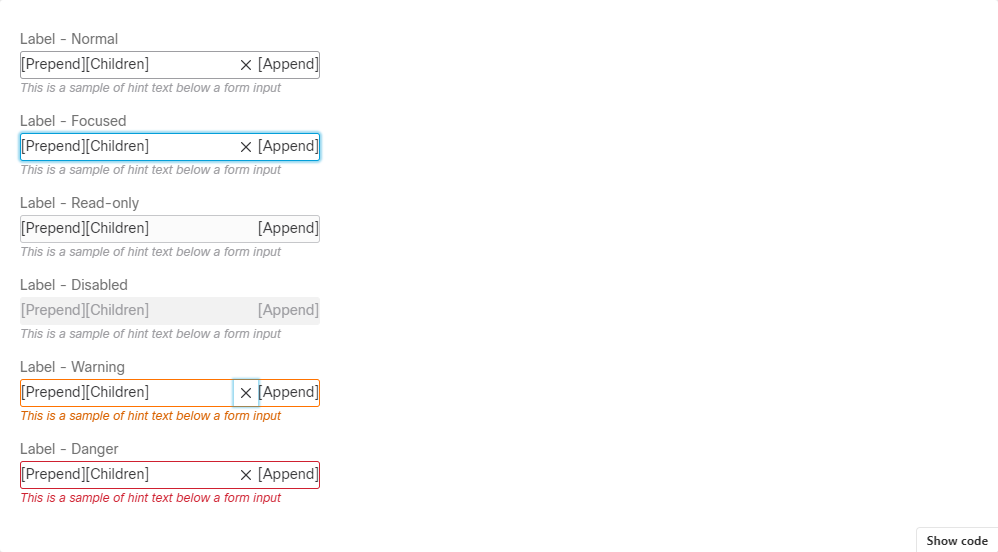 Label - Normal
[Prepend][Children] × [Append]
This is a sample of hint text below a form input
Label - Focused
[Prepend][Children] × [Append]
This is a sample of hint text below a form input
Label - Read-only
[Prepend][Children] [Append]
This is a sample of hint text below a form input
Label - Disabled
[Prepend][Children] [Append]
This is a sample of hint text below a form input
Label - Warning
[Prepend][Children] × [Append]
This is a sample of hint text below a form input
Label - Danger
[Prepend][Children] × [Append]
This is a sample of hint text below a form input
Show code